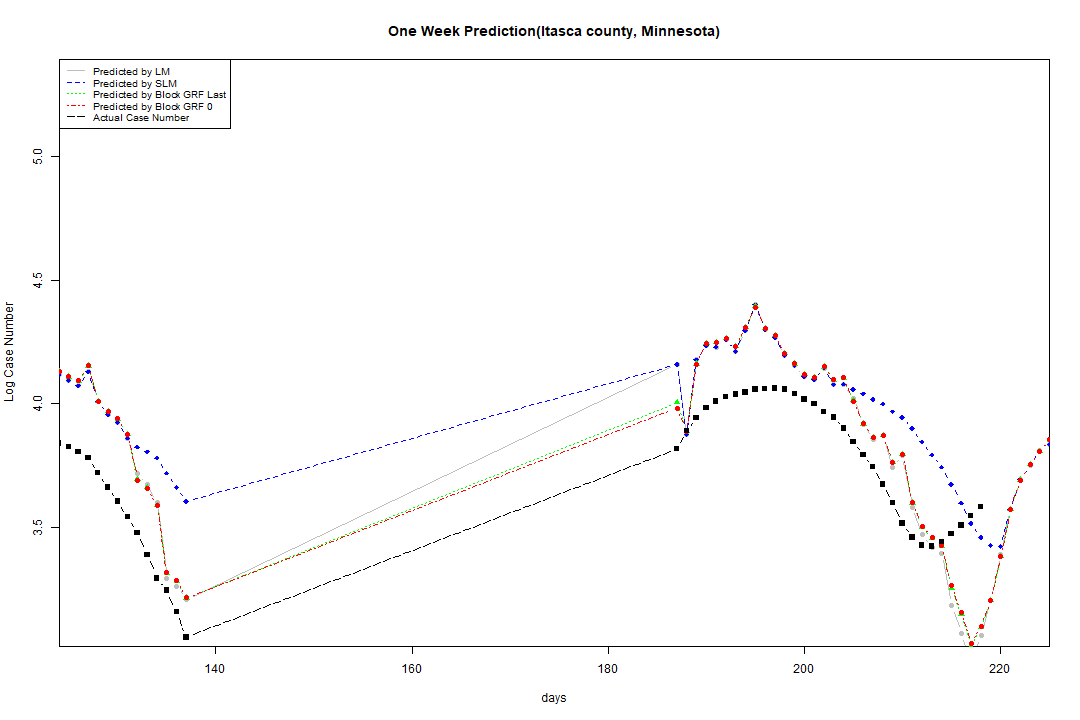 One Week Prediction(Itasca county, Minnesota)
Predicted by LM
Predicted by SLM
Predicted by Block GRF Last
Predicted by Block GRF 0
Actual Case Number
5.0
4.5
4.0
3.5
Log Case Number
140 160 180 200 220
days